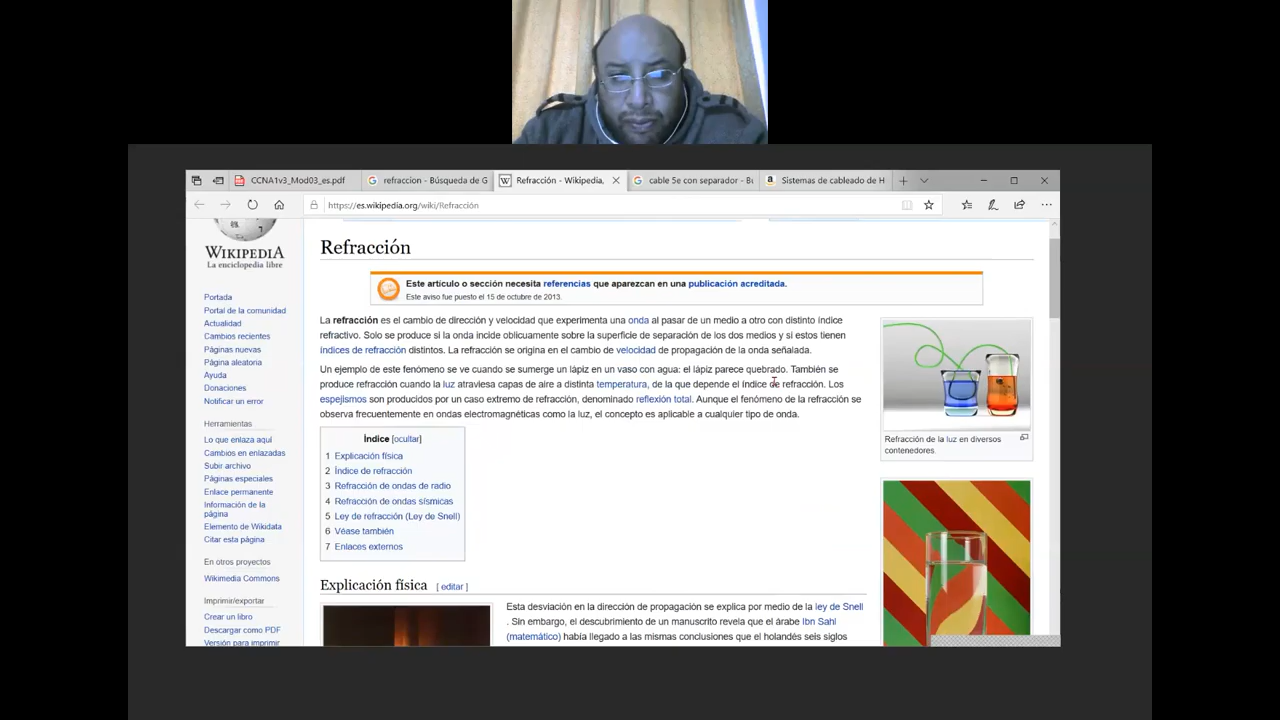 CCNA1v3_Mod03_es.pdf
refraccion - Búsqueda de G
Refracción - Wikipedia,
cable 5e con separador - Bu
Sistemas de cableado de H
https://es.wikipedia.org/wiki/Refracción
WIKIPEDIA
La enciclopedia libre
Portada
Portal de la comunidad
Actualidad
Cambios recientes
Páginas nuevas
Página aleatoria
Ayuda
Donaciones
Notificar un error
Herramientas
Lo que enlaza aquí
Cambios en enlazadas
Subir archivo
Páginas especiales
Enlace permanente
Información de la
página
Elemento de Wikidata
Citar esta página
En otros proyectos
Wikimedia Commons
Imprimir/exportar
Crear un libro
Descargar como PDF
Versión para imprimir
Refracción
Este artículo o sección necesita referencias que aparezcan en una publicación acreditada.
Este aviso fue puesto el 15 de octubre de 2013.
La refracción es el cambio de dirección y velocidad que experimenta una onda al pasar de un medio a otro con distinto índice
refractivo. Solo se produce si la onda incide oblicuamente sobre la superficie de separación de los dos medios y si estos tienen
índices de refracción distintos. La refracción se origina en el cambio de velocidad de propagación de la onda señalada.
Un ejemplo de este fenómeno se ve cuando se sumerge un lápiz en un vaso con agua: el lápiz parece quebrado. También se
produce refracción cuando la luz atraviesa capas de aire a distinta temperatura, de la que depende el índice de refracción. Los
espejismos son producidos por un caso extremo de refracción, denominado reflexión total. Aunque el fenómeno de la refracción se
observa frecuentemente en ondas electromagnéticas como la luz, el concepto es aplicable a cualquier tipo de onda.
Índice [ocultar]
1 Explicación física
2 Índice de refracción
3 Refracción de ondas de radio
4 Refracción de ondas sísmicas
5 Ley de refracción (Ley de Snell)
6 Véase también
7 Enlaces externos
Refracción de la luz en diversos
contenedores.
Explicación física [ editar ]
Esta desviación en la dirección de propagación se explica por medio de la ley de Snell
. Sin embargo, el descubrimiento de un manuscrito revela que el árabe Ibn Sahl
(matemático) había llegado a las mismas conclusiones que el holandés seis siglos